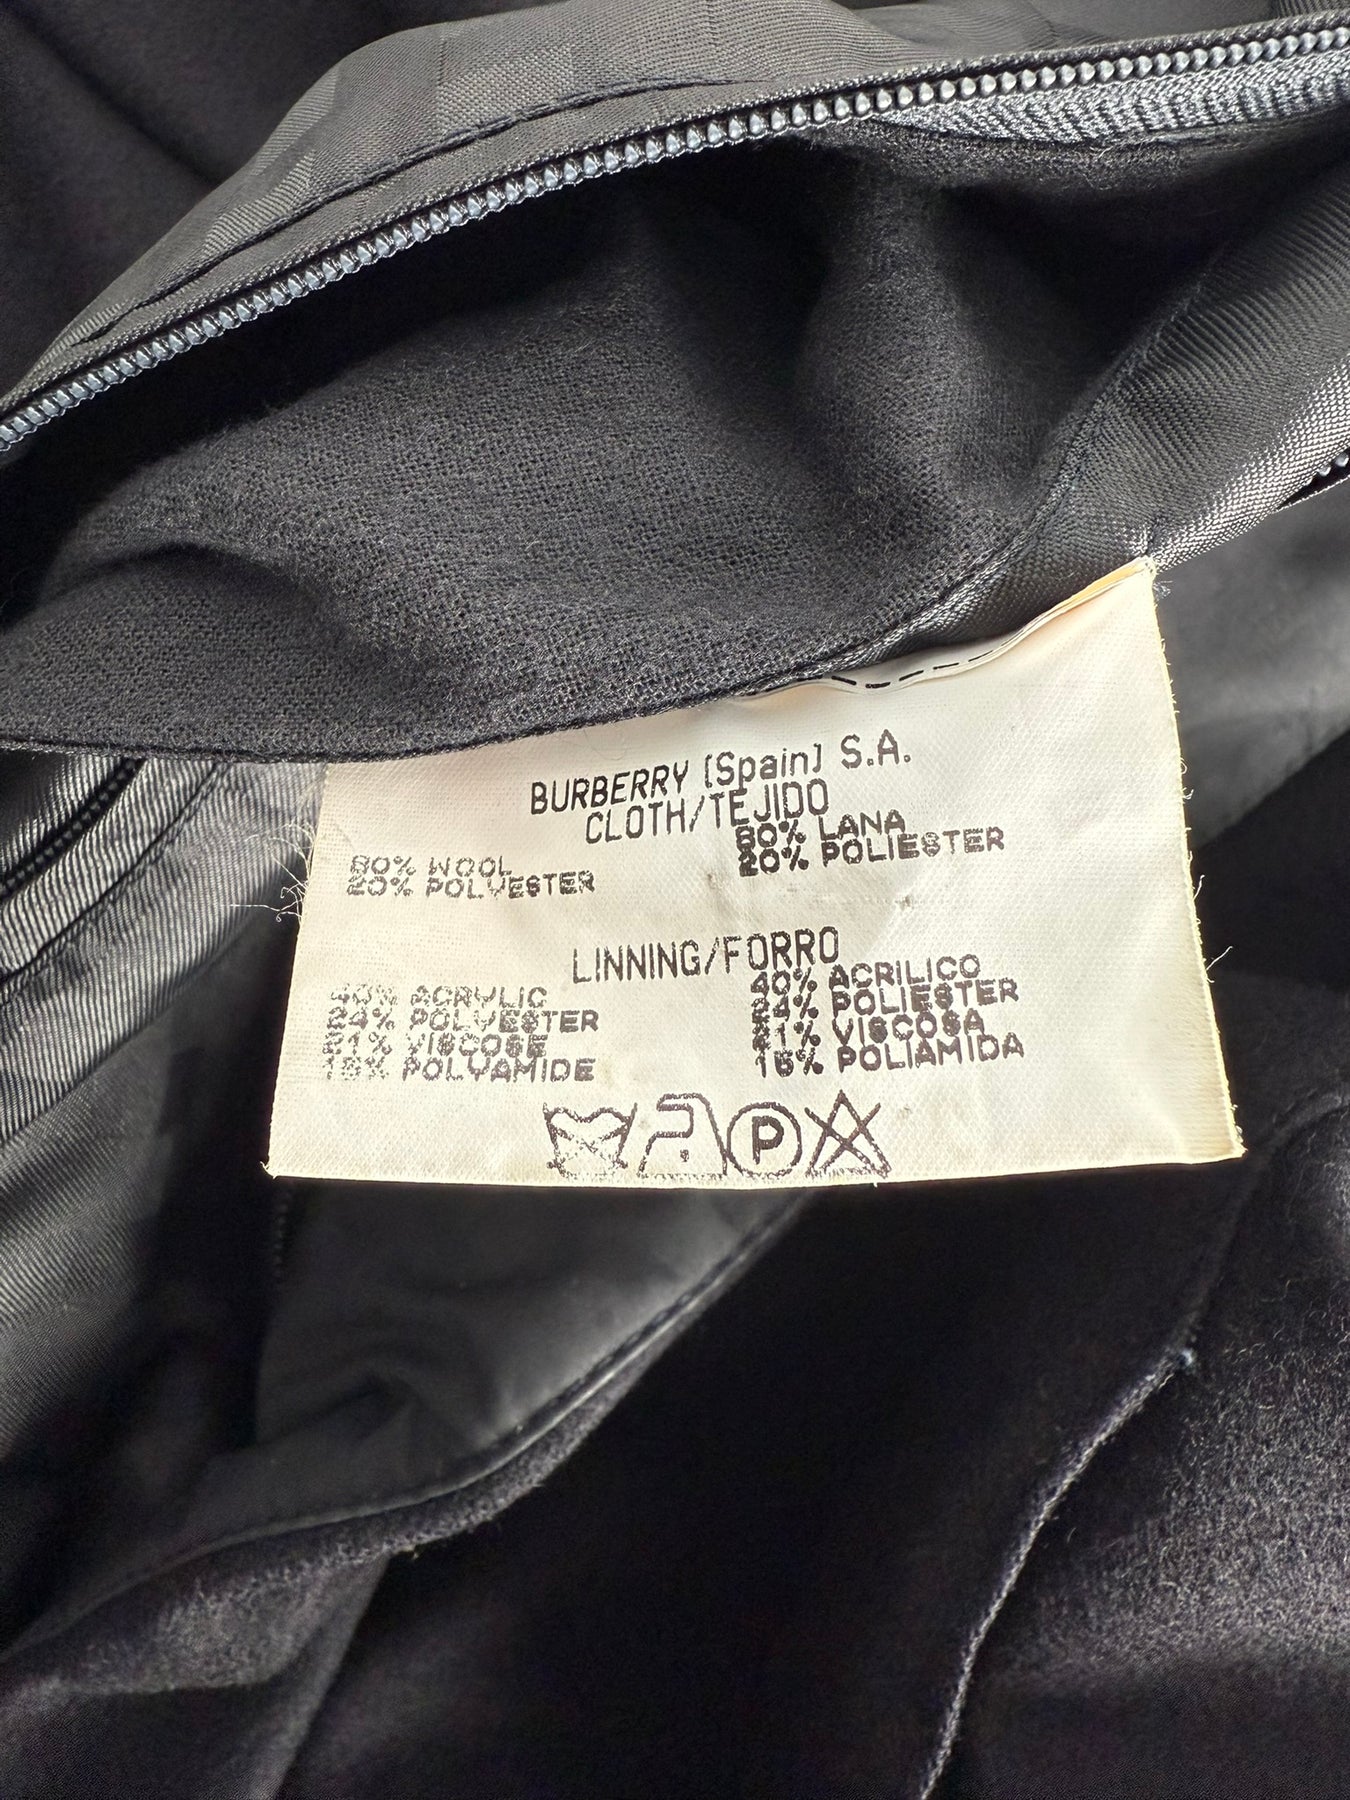 BURBERRY (Spain) S.A.
CLOTH/TEJIDO
80% WOOL
20% POLYESTER
80% LANA
20% POLIESTER
LINNING/FORRO
40% ACRYLIC
24% POLYESTER
21% VISCOSE
15% POLYAMIDE
40% ACRILICO
24% POLIESTER
21% VISCOSA
15% POLIAMIDA
P